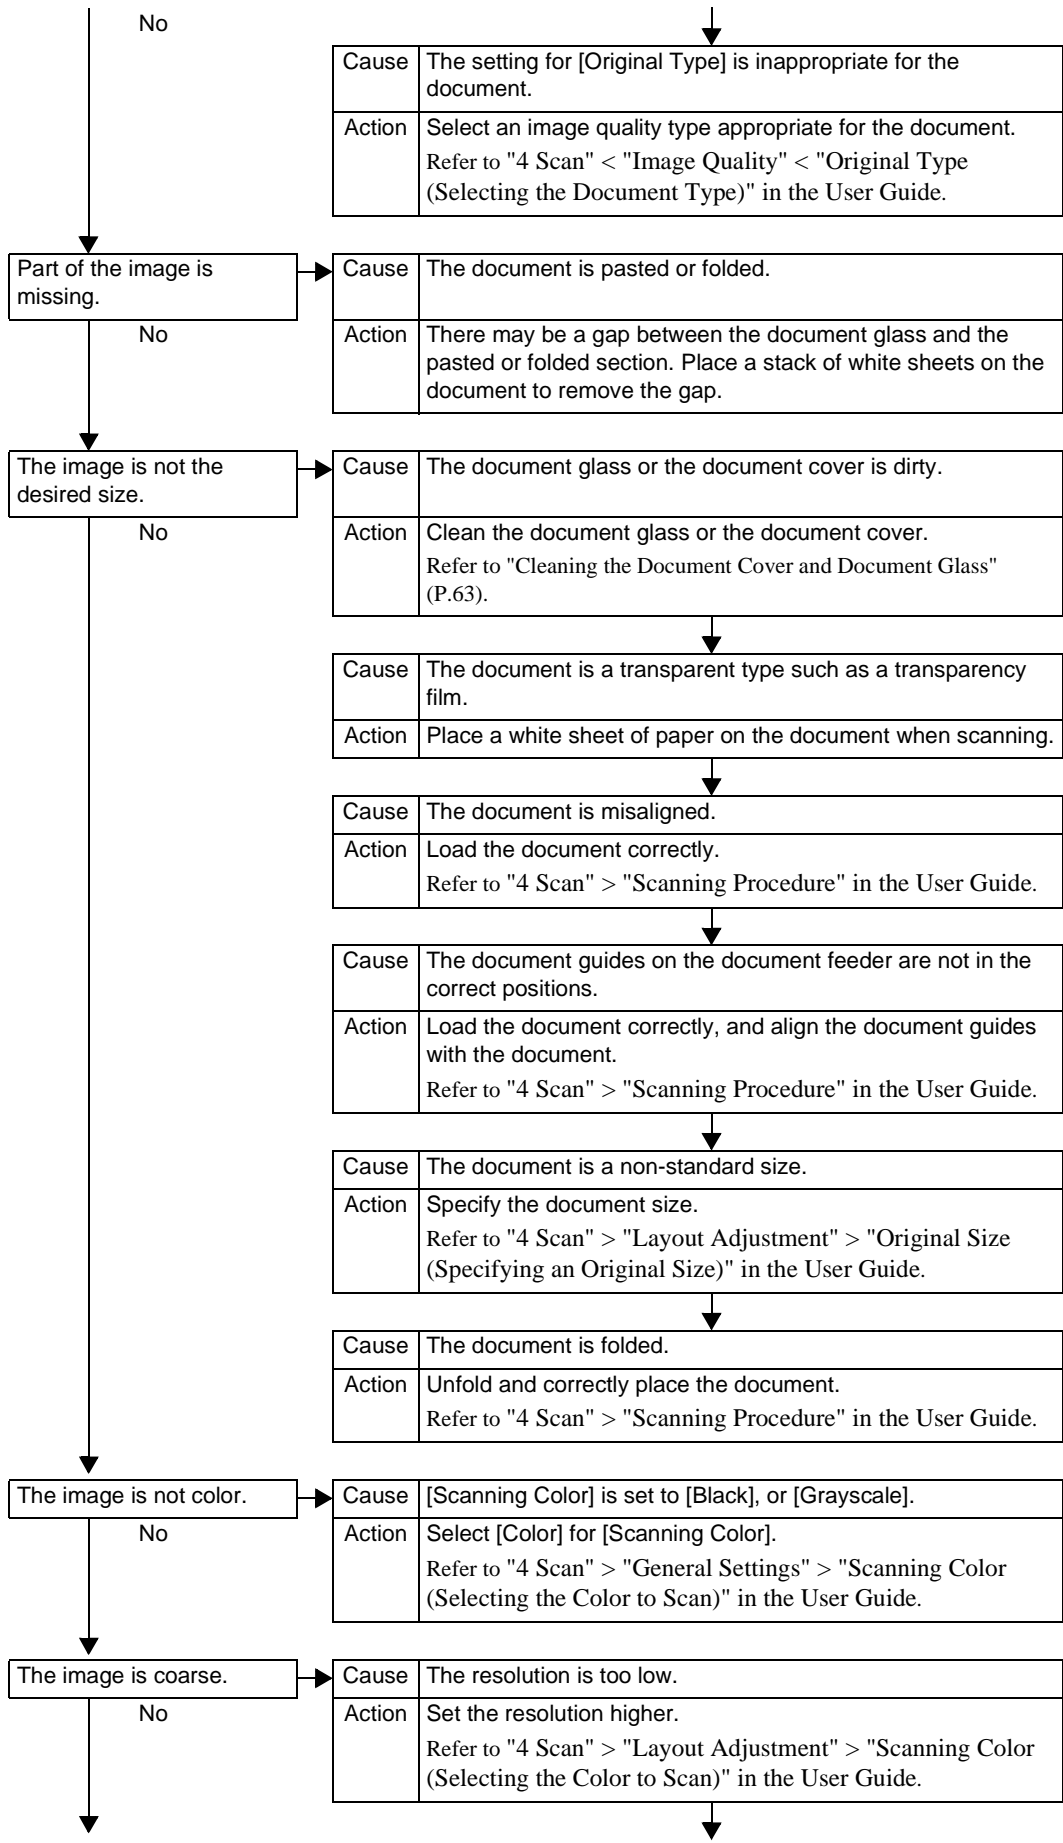 No
Cause The setting for [Original Type] is inappropriate for the
document.
Action Select an image quality type appropriate for the document.
Refer to "4 Scan" < "Image Quality" < "Original Type
(Selecting the Document Type)" in the User Guide.
Part of the image is
missing.
No
Cause The document is pasted or folded.
Action There may be a gap between the document glass and the
pasted or folded section. Place a stack of white sheets on the
document to remove the gap.
The image is not the
desired size.
No
Cause The document glass or the document cover is dirty.
Action Clean the document glass or the document cover.
Refer to "Cleaning the Document Cover and Document Glass"
(P.63).
Cause The document is a transparent type such as a transparency
film.
Action Place a white sheet of paper on the document when scanning.
Cause The document is misaligned.
Action Load the document correctly.
Refer to "4 Scan" > "Scanning Procedure" in the User Guide.
Cause The document guides on the document feeder are not in the
correct positions.
Action Load the document correctly, and align the document guides
with the document.
Refer to "4 Scan" > "Scanning Procedure" in the User Guide.
Cause The document is a non-standard size.
Action Specify the document size.
Refer to "4 Scan" > "Layout Adjustment" > "Original Size
(Specifying an Original Size)" in the User Guide.
Cause The document is folded.
Action Unfold and correctly place the document.
Refer to "4 Scan" > "Scanning Procedure" in the User Guide.
The image is not color.
No
Cause [Scanning Color] is set to [Black], or [Grayscale].
Action Select [Color] for [Scanning Color].
Refer to "4 Scan" > "General Settings" > "Scanning Color
(Selecting the Color to Scan)" in the User Guide.
The image is coarse.
No
Cause The resolution is too low.
Action Set the resolution higher.
Refer to "4 Scan" > "Layout Adjustment" > "Scanning Color
(Selecting the Color to Scan)" in the User Guide.